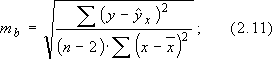 m_b = √( ∑(y − ŷ_x)² / ((n − 2)·∑(x − x̄)²) ) ;    (2.11)